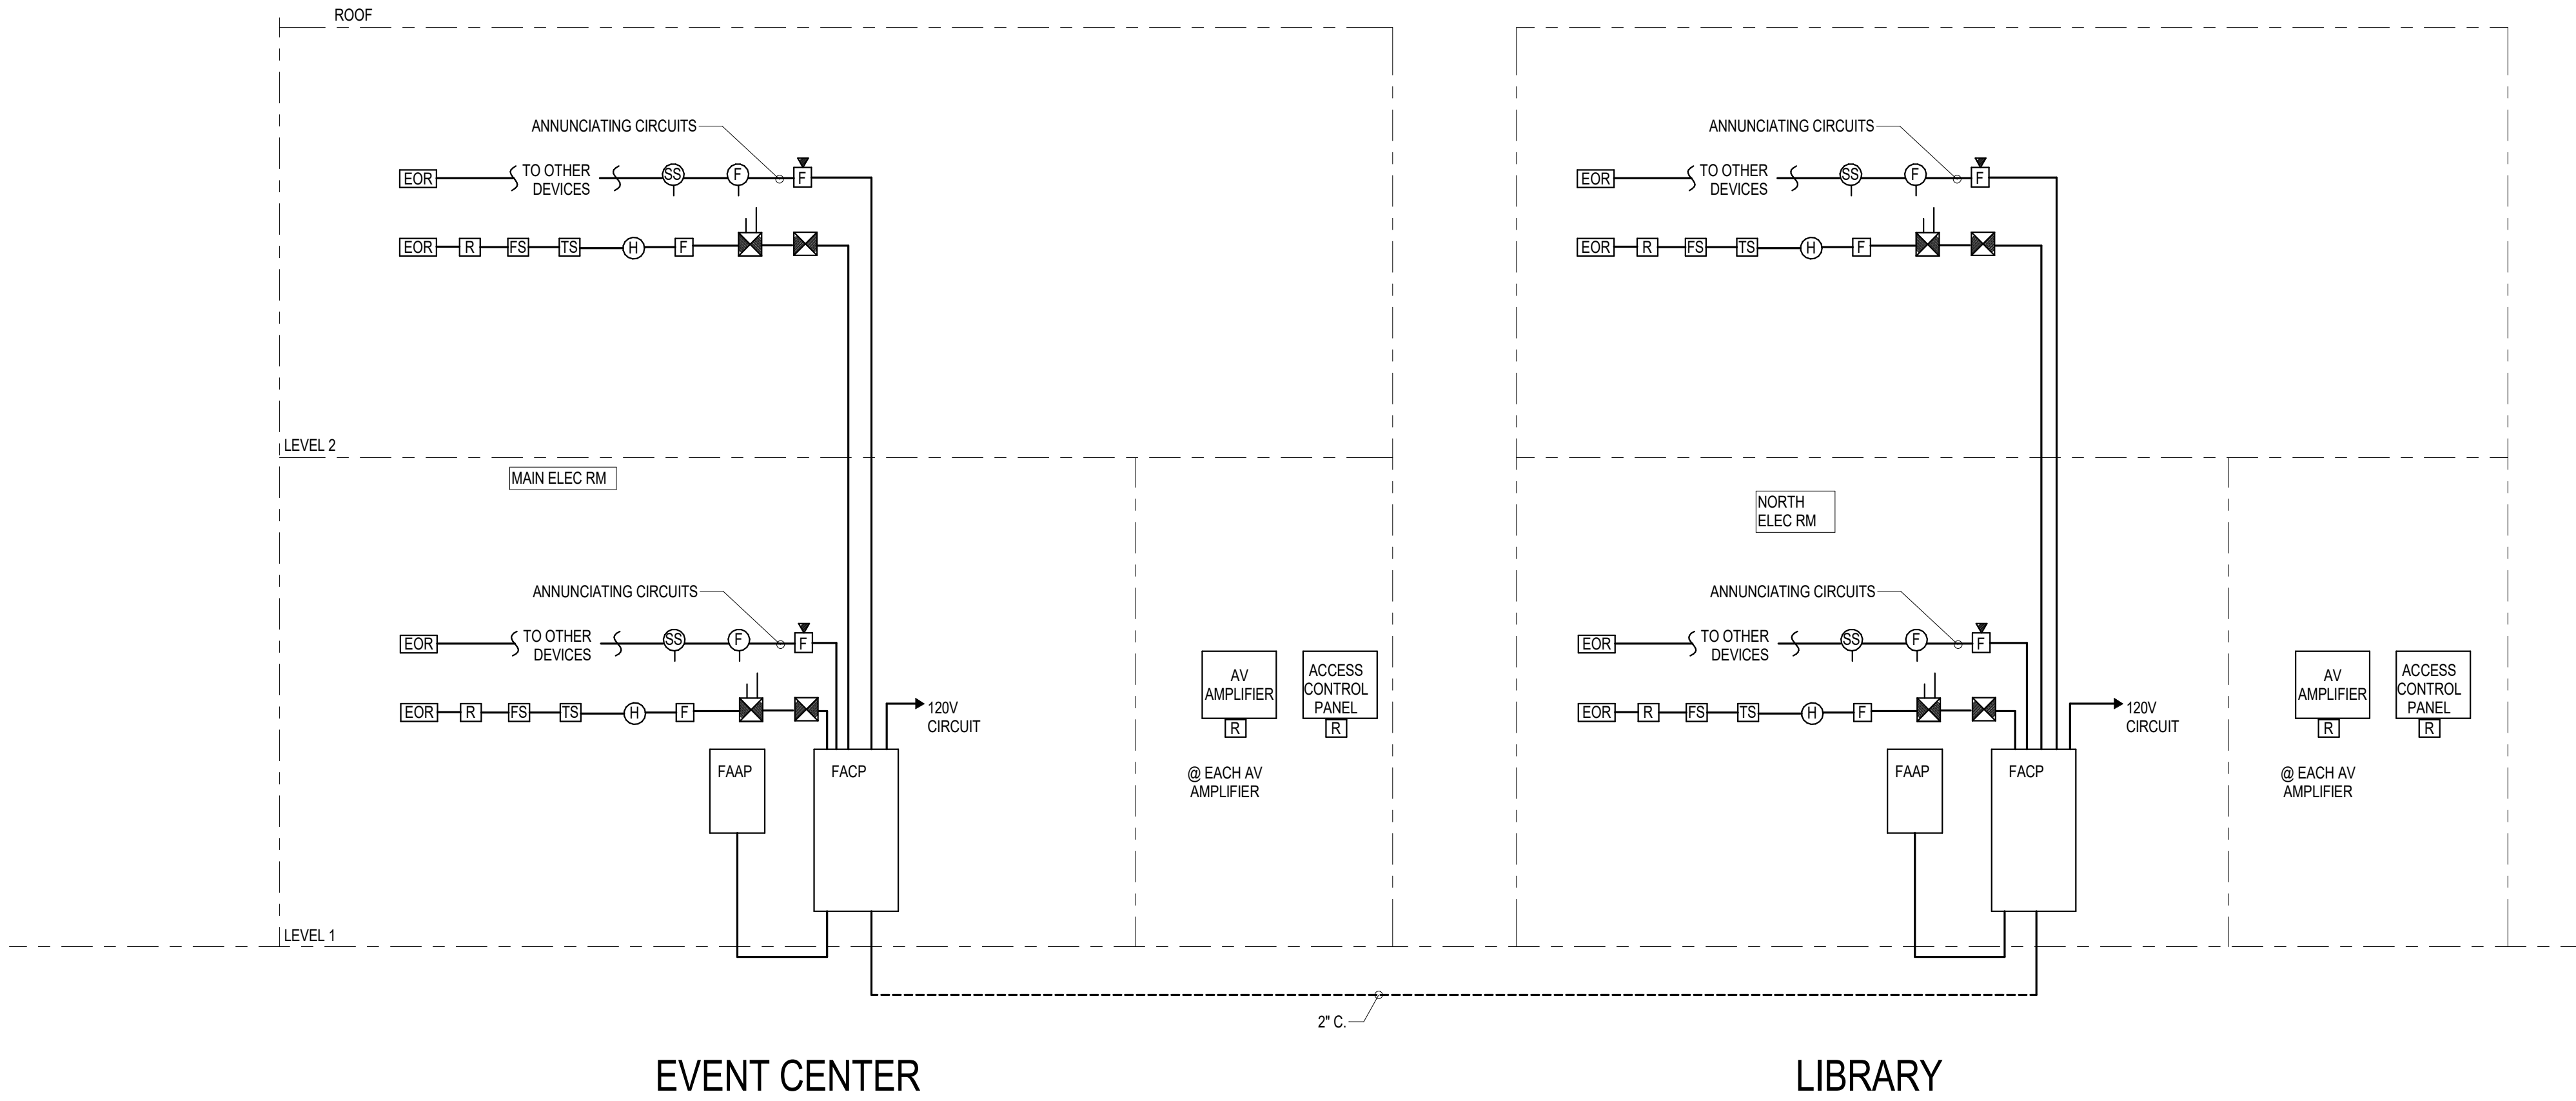 ROOF
ANNUNCIATING CIRCUITS
EOR
TO OTHER
DEVICES
SS
F
F
EOR
R
FS
TS
H
F
LEVEL 2
MAIN ELEC RM
ANNUNCIATING CIRCUITS
EOR
TO OTHER
DEVICES
SS
F
F
EOR
R
FS
TS
H
F
120V
CIRCUIT
FAAP
FACP
AV
AMPLIFIER
R
@ EACH AV
AMPLIFIER
ACCESS
CONTROL
PANEL
R
LEVEL 1
ANNUNCIATING CIRCUITS
EOR
TO OTHER
DEVICES
SS
F
F
EOR
R
FS
TS
H
F
NORTH
ELEC RM
ANNUNCIATING CIRCUITS
EOR
TO OTHER
DEVICES
SS
F
F
EOR
R
FS
TS
H
F
120V
CIRCUIT
FAAP
FACP
AV
AMPLIFIER
R
@ EACH AV
AMPLIFIER
ACCESS
CONTROL
PANEL
R
2" C.
EVENT CENTER
LIBRARY